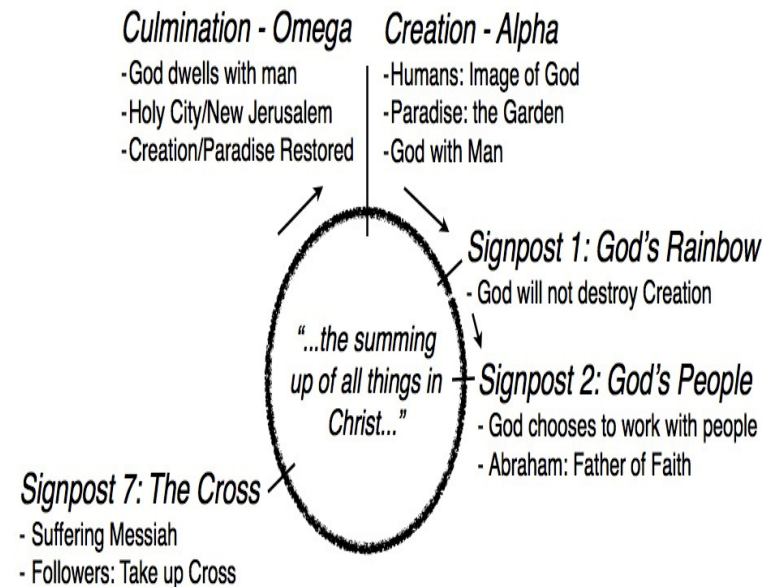 Culmination - Omega
-God dwells with man
-Holy City/New Jerusalem
-Creation/Paradise Restored
Creation - Alpha
-Humans: Image of God
-Paradise: the Garden
-God with Man
Signpost 1: God's Rainbow
- God will not destroy Creation
Signpost 2: God's People
- God chooses to work with people
- Abraham: Father of Faith
"...the summing
up of all things in
Christ..."
Signpost 7: The Cross
- Suffering Messiah
- Followers: Take up Cross